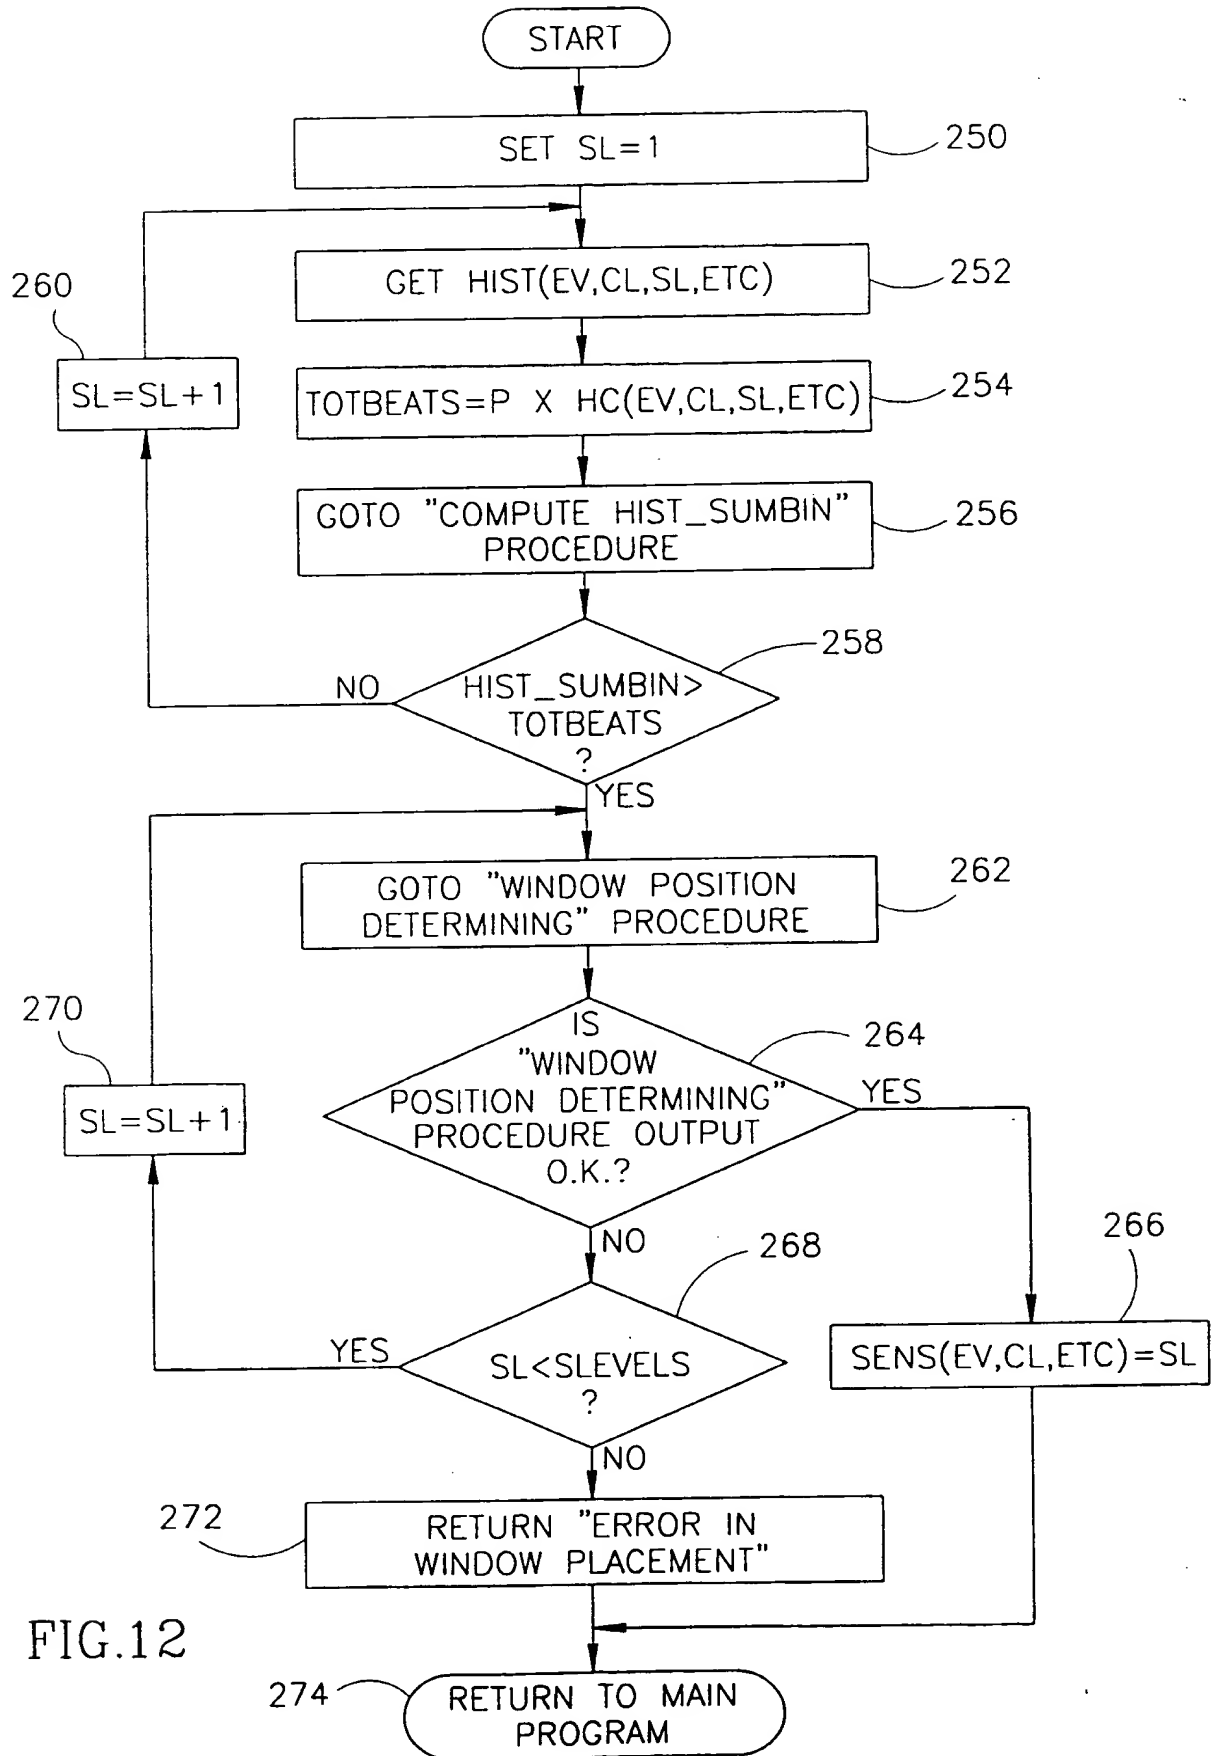 START
SET SL=1
250
GET HIST(EV,CL,SL,ETC)
252
260
SL=SL+1
TOTBEATS=P X HC(EV,CL,SL,ETC)
254
GOTO "COMPUTE HIST_SUMBIN"
PROCEDURE
256
258
NO
HIST_SUMBIN>
TOTBEATS
?
YES
GOTO "WINDOW POSITION
DETERMINING" PROCEDURE
262
270
SL=SL+1
IS
"WINDOW
POSITION DETERMINING"
PROCEDURE OUTPUT
O.K.?
264
YES
NO
268
266
YES
SL<SLEVELS
?
SENS(EV,CL,ETC)=SL
NO
272
RETURN "ERROR IN
WINDOW PLACEMENT"
FIG.12
274
RETURN TO MAIN
PROGRAM